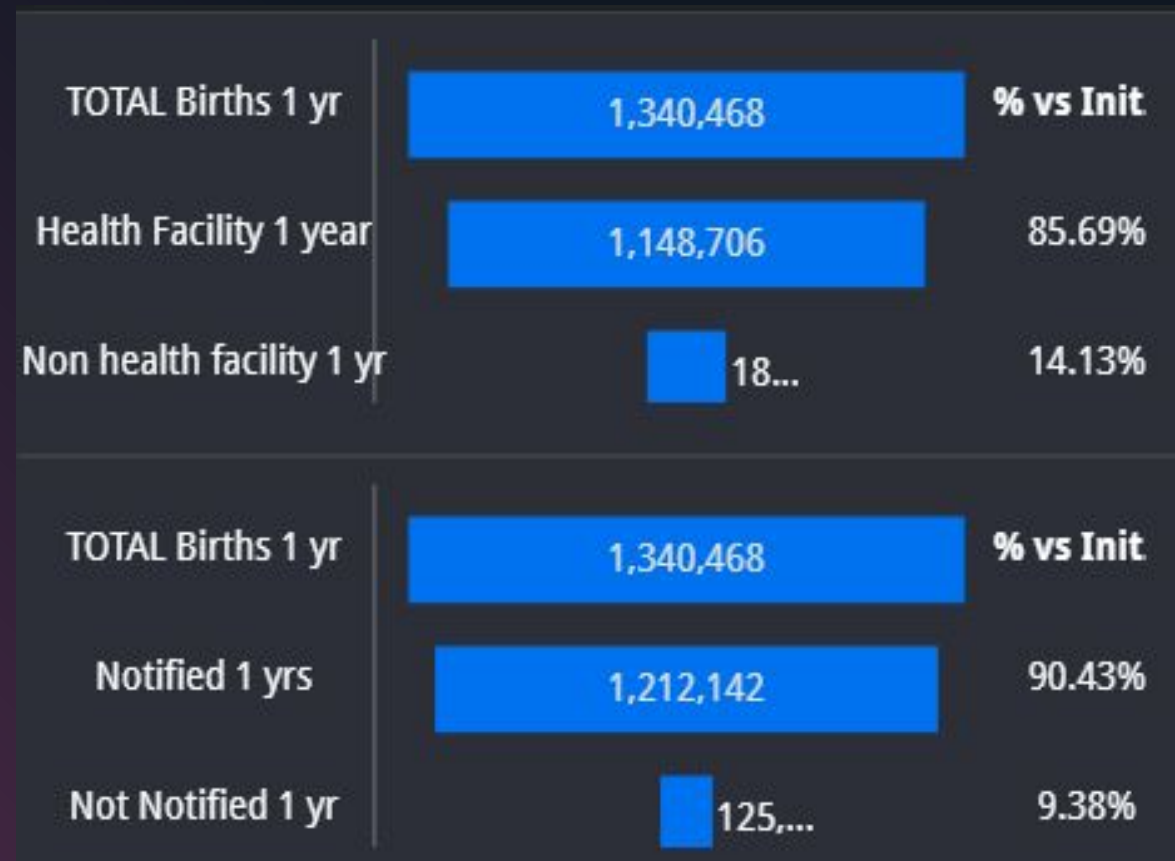 TOTAL Births 1 yr 1,340,468 % vs Init
Health Facility 1 year 1,148,706 85.69%
Non health facility 1 yr 18... 14.13%
TOTAL Births 1 yr 1,340,468 % vs Init
Notified 1 yrs 1,212,142 90.43%
Not Notified 1 yr 125,... 9.38%